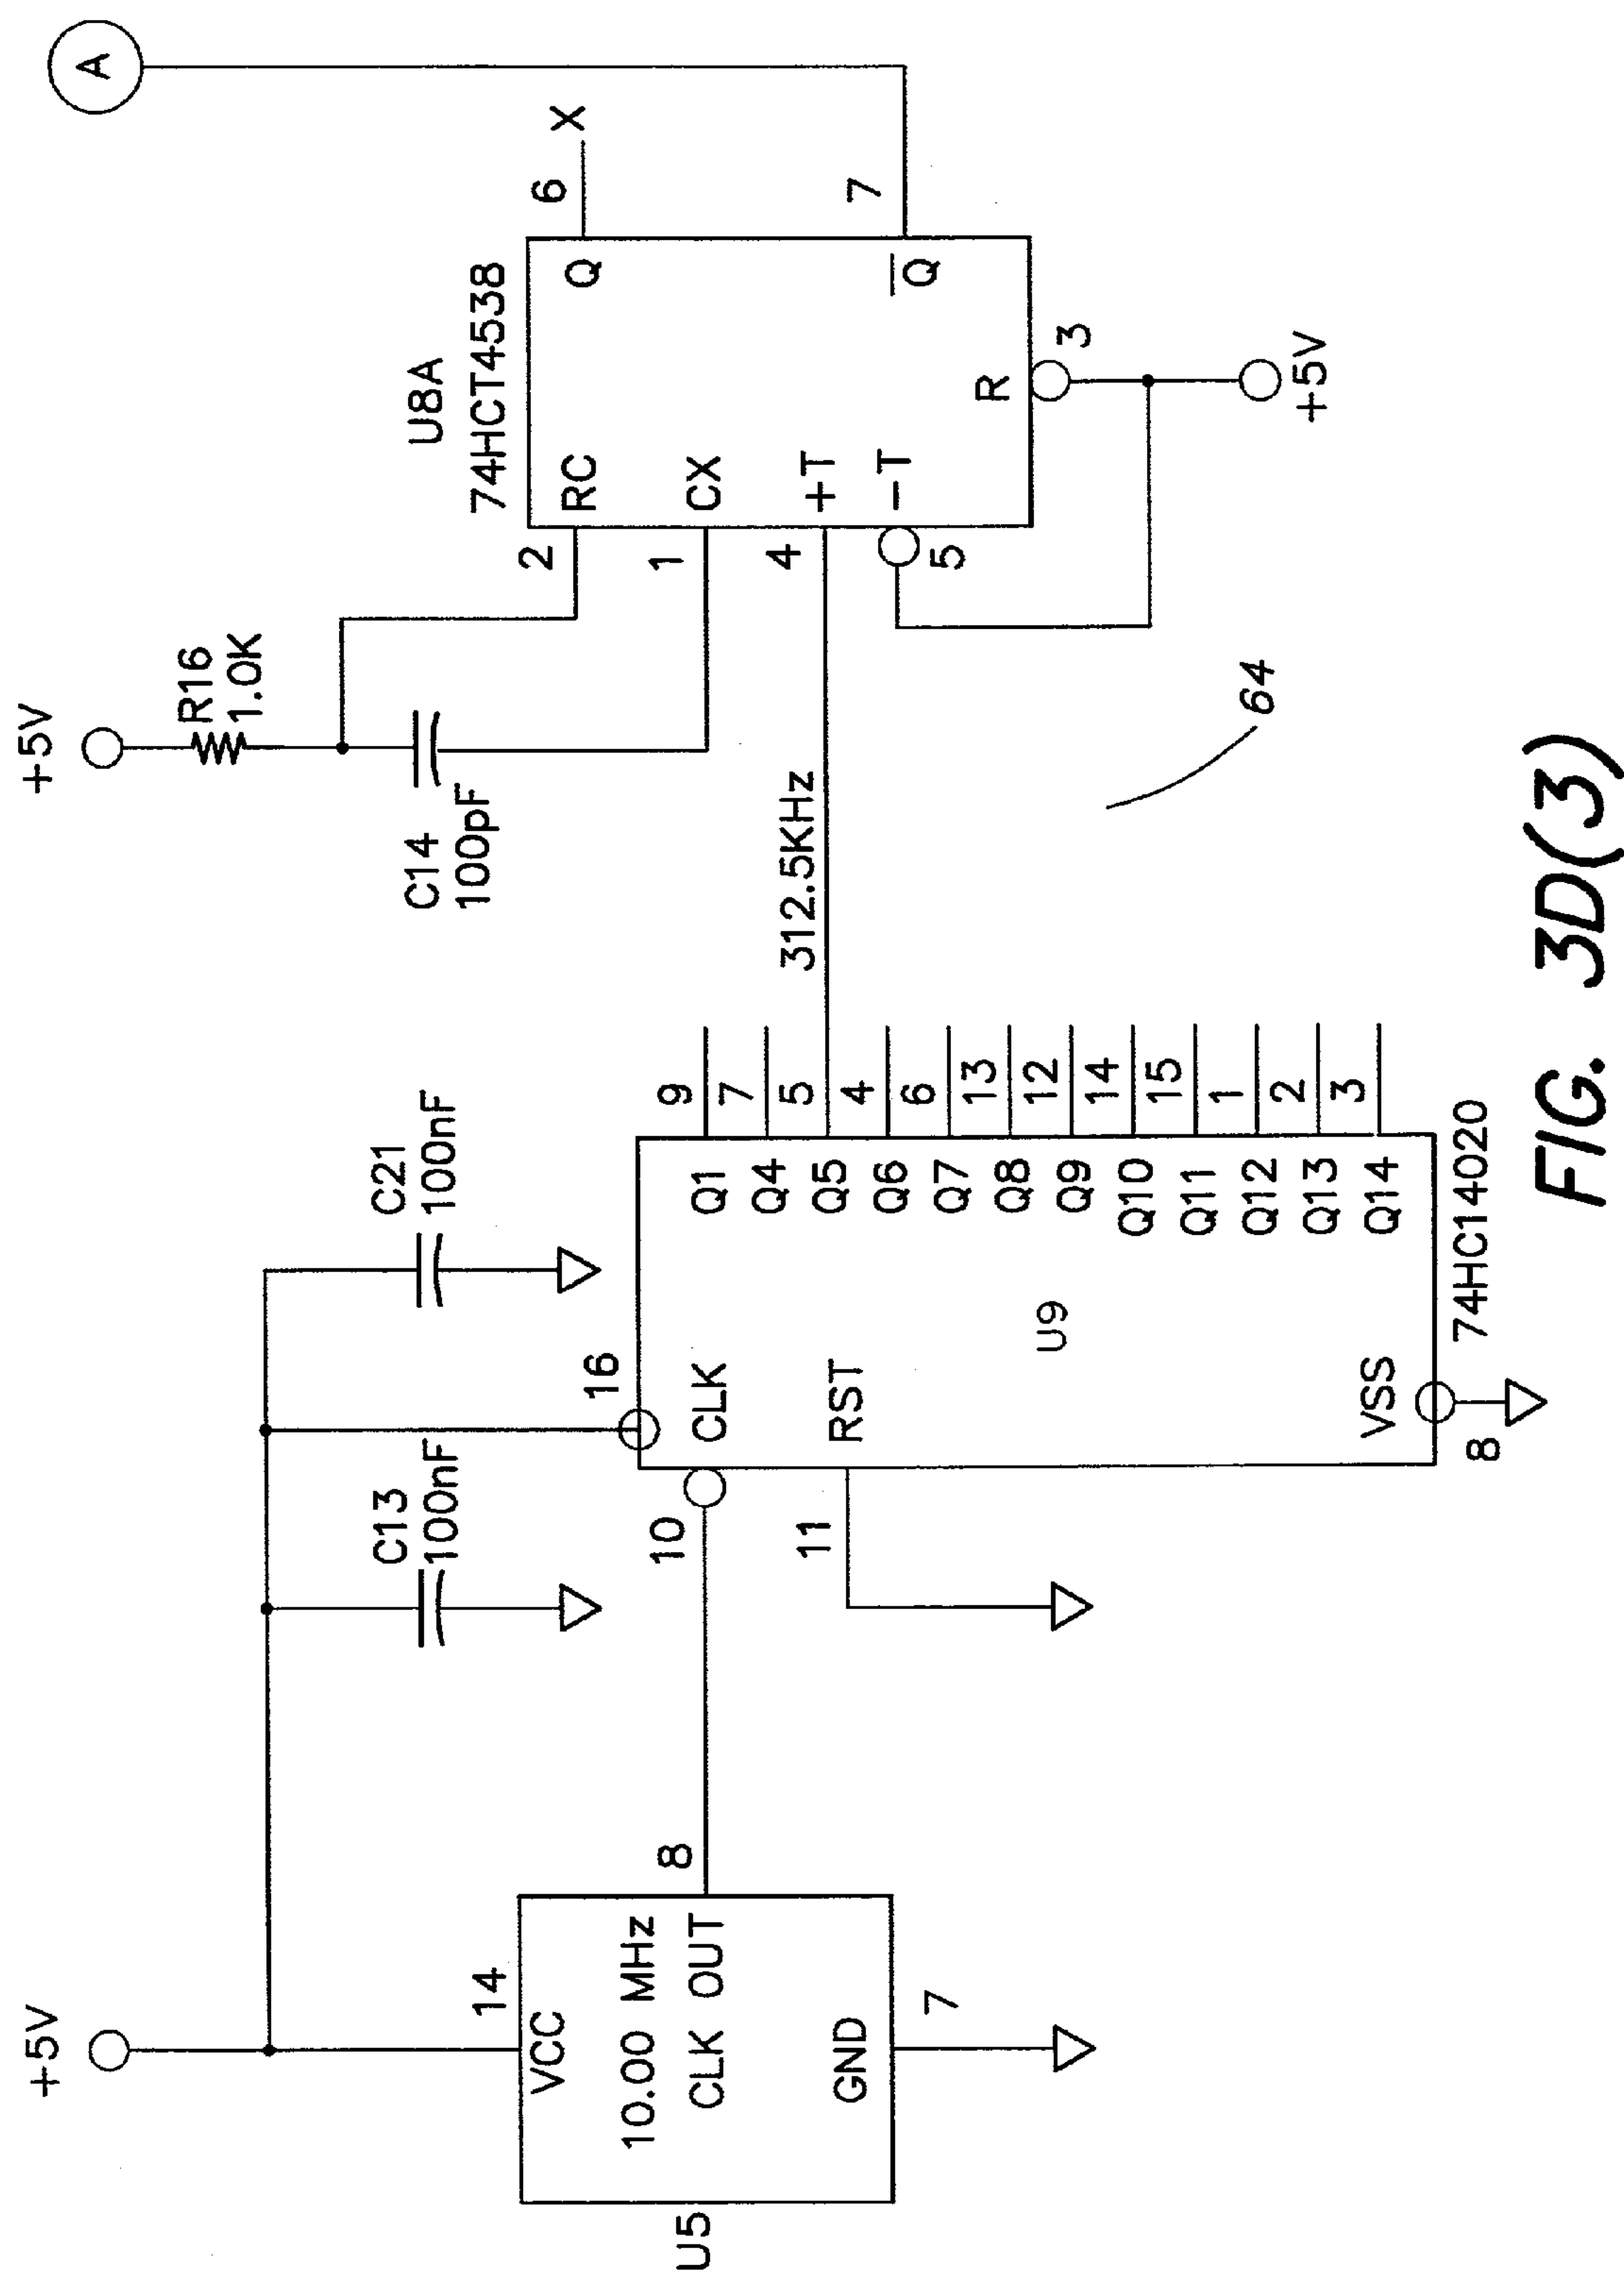 +5V
U5
VCC
14
10.00 MHz
CLK OUT
8
GND
7
C13
100nF
C21
100nF
16
10
CLK
11
RST
U9
VSS
8
74HC14020
Q1
9
Q4
7
Q5
5
Q6
4
Q7
6
Q8
13
Q9
12
Q10
14
Q11
15
Q12
1
Q13
2
Q14
3
312.5KHz
+5V
R16
1.0K
C14
100pF
U8A
74HCT4538
2
RC
1
CX
4
+T
5
-T
Q
6
X
Q̅
7
R
3
+5V
A
64
FIG. 3D(3)